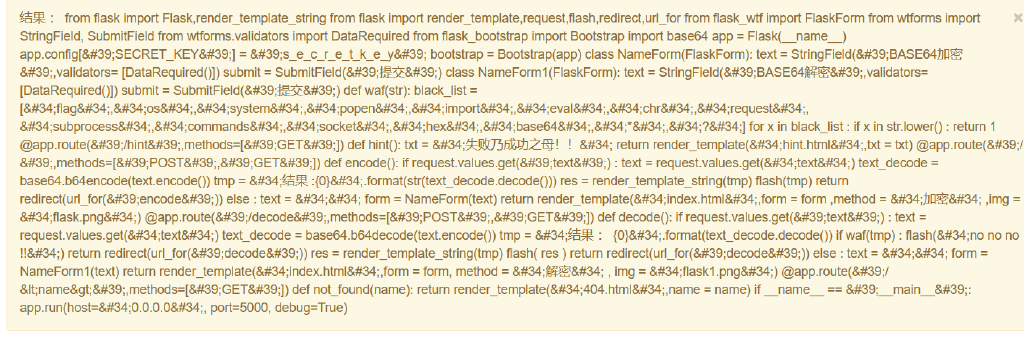 结果： from flask import Flask,render_template_string from flask import render_template,request,flash,redirect,url_for from flask_wtf import FlaskForm from wtforms import
StringField, SubmitField from wtforms.validators import DataRequired from flask_bootstrap import Bootstrap import base64 app = Flask(__name__)
app.config[&#39;SECRET_KEY&#39;] = &#39;s_e_c_r_e_t_k_e_y&#39; bootstrap = Bootstrap(app) class NameForm(FlaskForm): text = StringField(&#39;BASE64加密
&#39;,validators= [DataRequired()]) submit = SubmitField(&#39;提交&#39;) class NameForm1(FlaskForm): text = StringField(&#39;BASE64解密&#39;,validators=
[DataRequired()]) submit = SubmitField(&#39;提交&#39;) def waf(str): black_list =
[&#34;flag&#34;,&#34;os&#34;,&#34;system&#34;,&#34;popen&#34;,&#34;import&#34;,&#34;eval&#34;,&#34;chr&#34;,&#34;request&#34;,
&#34;subprocess&#34;,&#34;commands&#34;,&#34;socket&#34;,&#34;hex&#34;,&#34;base64&#34;,&#34;*&#34;,&#34;?&#34;] for x in black_list : if x in str.lower() : return 1
@app.route(&#39;/hint&#39;,methods=[&#39;GET&#39;]) def hint(): txt = &#34;失败乃成功之母！！&#34; return render_template(&#34;hint.html&#34;,txt = txt) @app.route(&#39;/
&#39;,methods=[&#39;POST&#39;,&#39;GET&#39;]) def encode(): if request.values.get(&#39;text&#39;) : text = request.values.get(&#34;text&#34;) text_decode =
base64.b64encode(text.encode()) tmp = &#34;结果 :{0}&#34;.format(str(text_decode.decode())) res = render_template_string(tmp) flash(tmp) return
redirect(url_for(&#39;encode&#39;)) else : text = &#34;&#34; form = NameForm(text) return render_template(&#34;index.html&#34;,form = form ,method = &#34;加密&#34; ,img =
&#34;flask.png&#34;) @app.route(&#39;/decode&#39;,methods=[&#39;POST&#39;,&#39;GET&#39;]) def decode(): if request.values.get(&#39;text&#39;) : text =
request.values.get(&#34;text&#34;) text_decode = base64.b64decode(text.encode()) tmp = &#34;结果 ： {0}&#34;.format(text_decode.decode()) if waf(tmp) : flash(&#34;no no no
!!&#34;) return redirect(url_for(&#39;decode&#39;)) res = render_template_string(tmp) flash( res ) return redirect(url_for(&#39;decode&#39;)) else : text = &#34;&#34; form =
NameForm1(text) return render_template(&#34;index.html&#34;,form = form, method = &#34;解密&#34; , img = &#34;flask1.png&#34;) @app.route(&#39;/
&lt;name&gt;&#39;,methods=[&#39;GET&#39;]) def not_found(name): return render_template(&#34;404.html&#34;,name = name) if __name__ == &#39;__main__&#39;:
app.run(host=&#34;0.0.0.0&#34;, port=5000, debug=True)